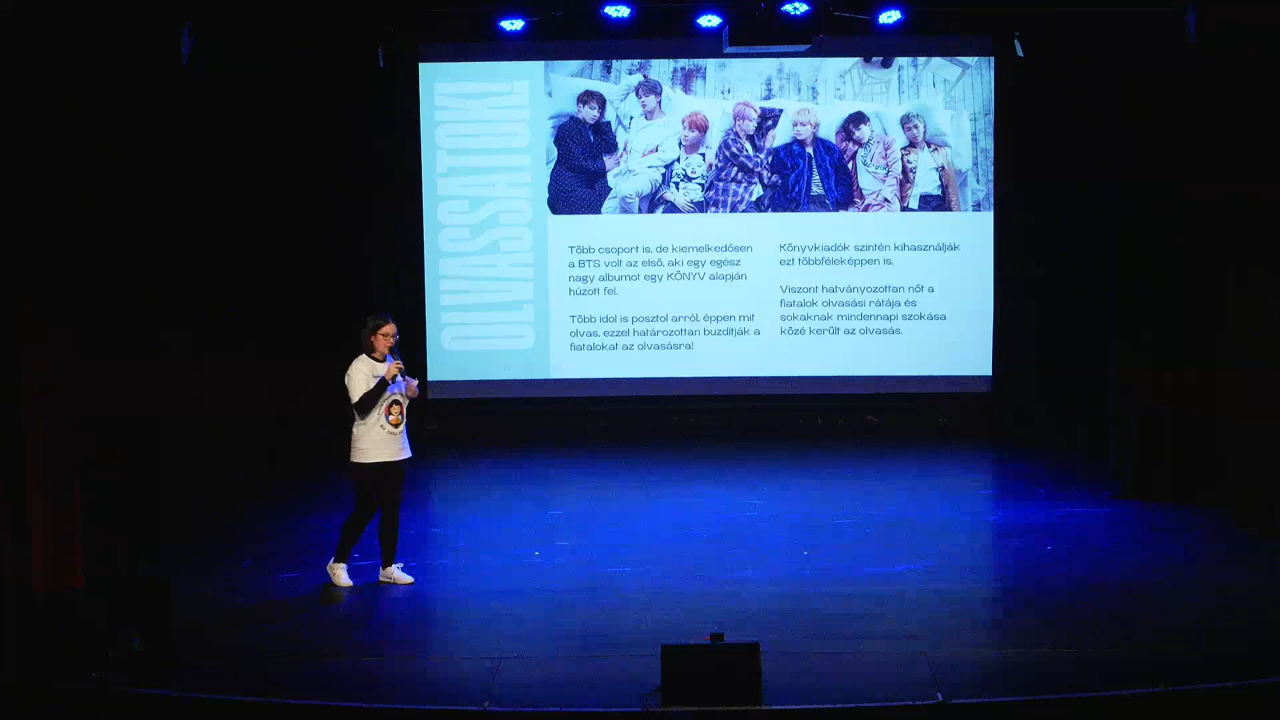 OLVASSATOK!
Több csoport is, de kiemelkedősen
a BTS volt az első, aki egy egész
nagy albumot egy KÖNYV alapján
húzott fel.
Több idol is posztol arról, éppen mit
olvas, ezzel határozottan buzdítják a
fiatalokat az olvasásra!
Könyvkiadók szintén kihasználják
ezt többféleképpen is.
Viszont hatványozottan nőt a
fiatalok olvasási rátája és
sokaknak mindennapi szokása
közé került az olvasás.